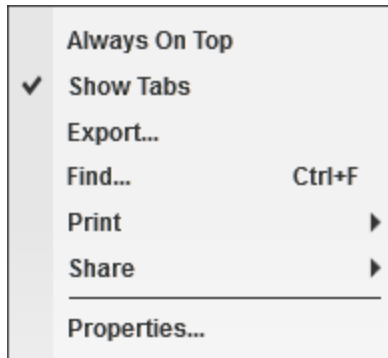 Always On Top
Show Tabs
Export...
Find... Ctrl+F
Print
Share
Properties...